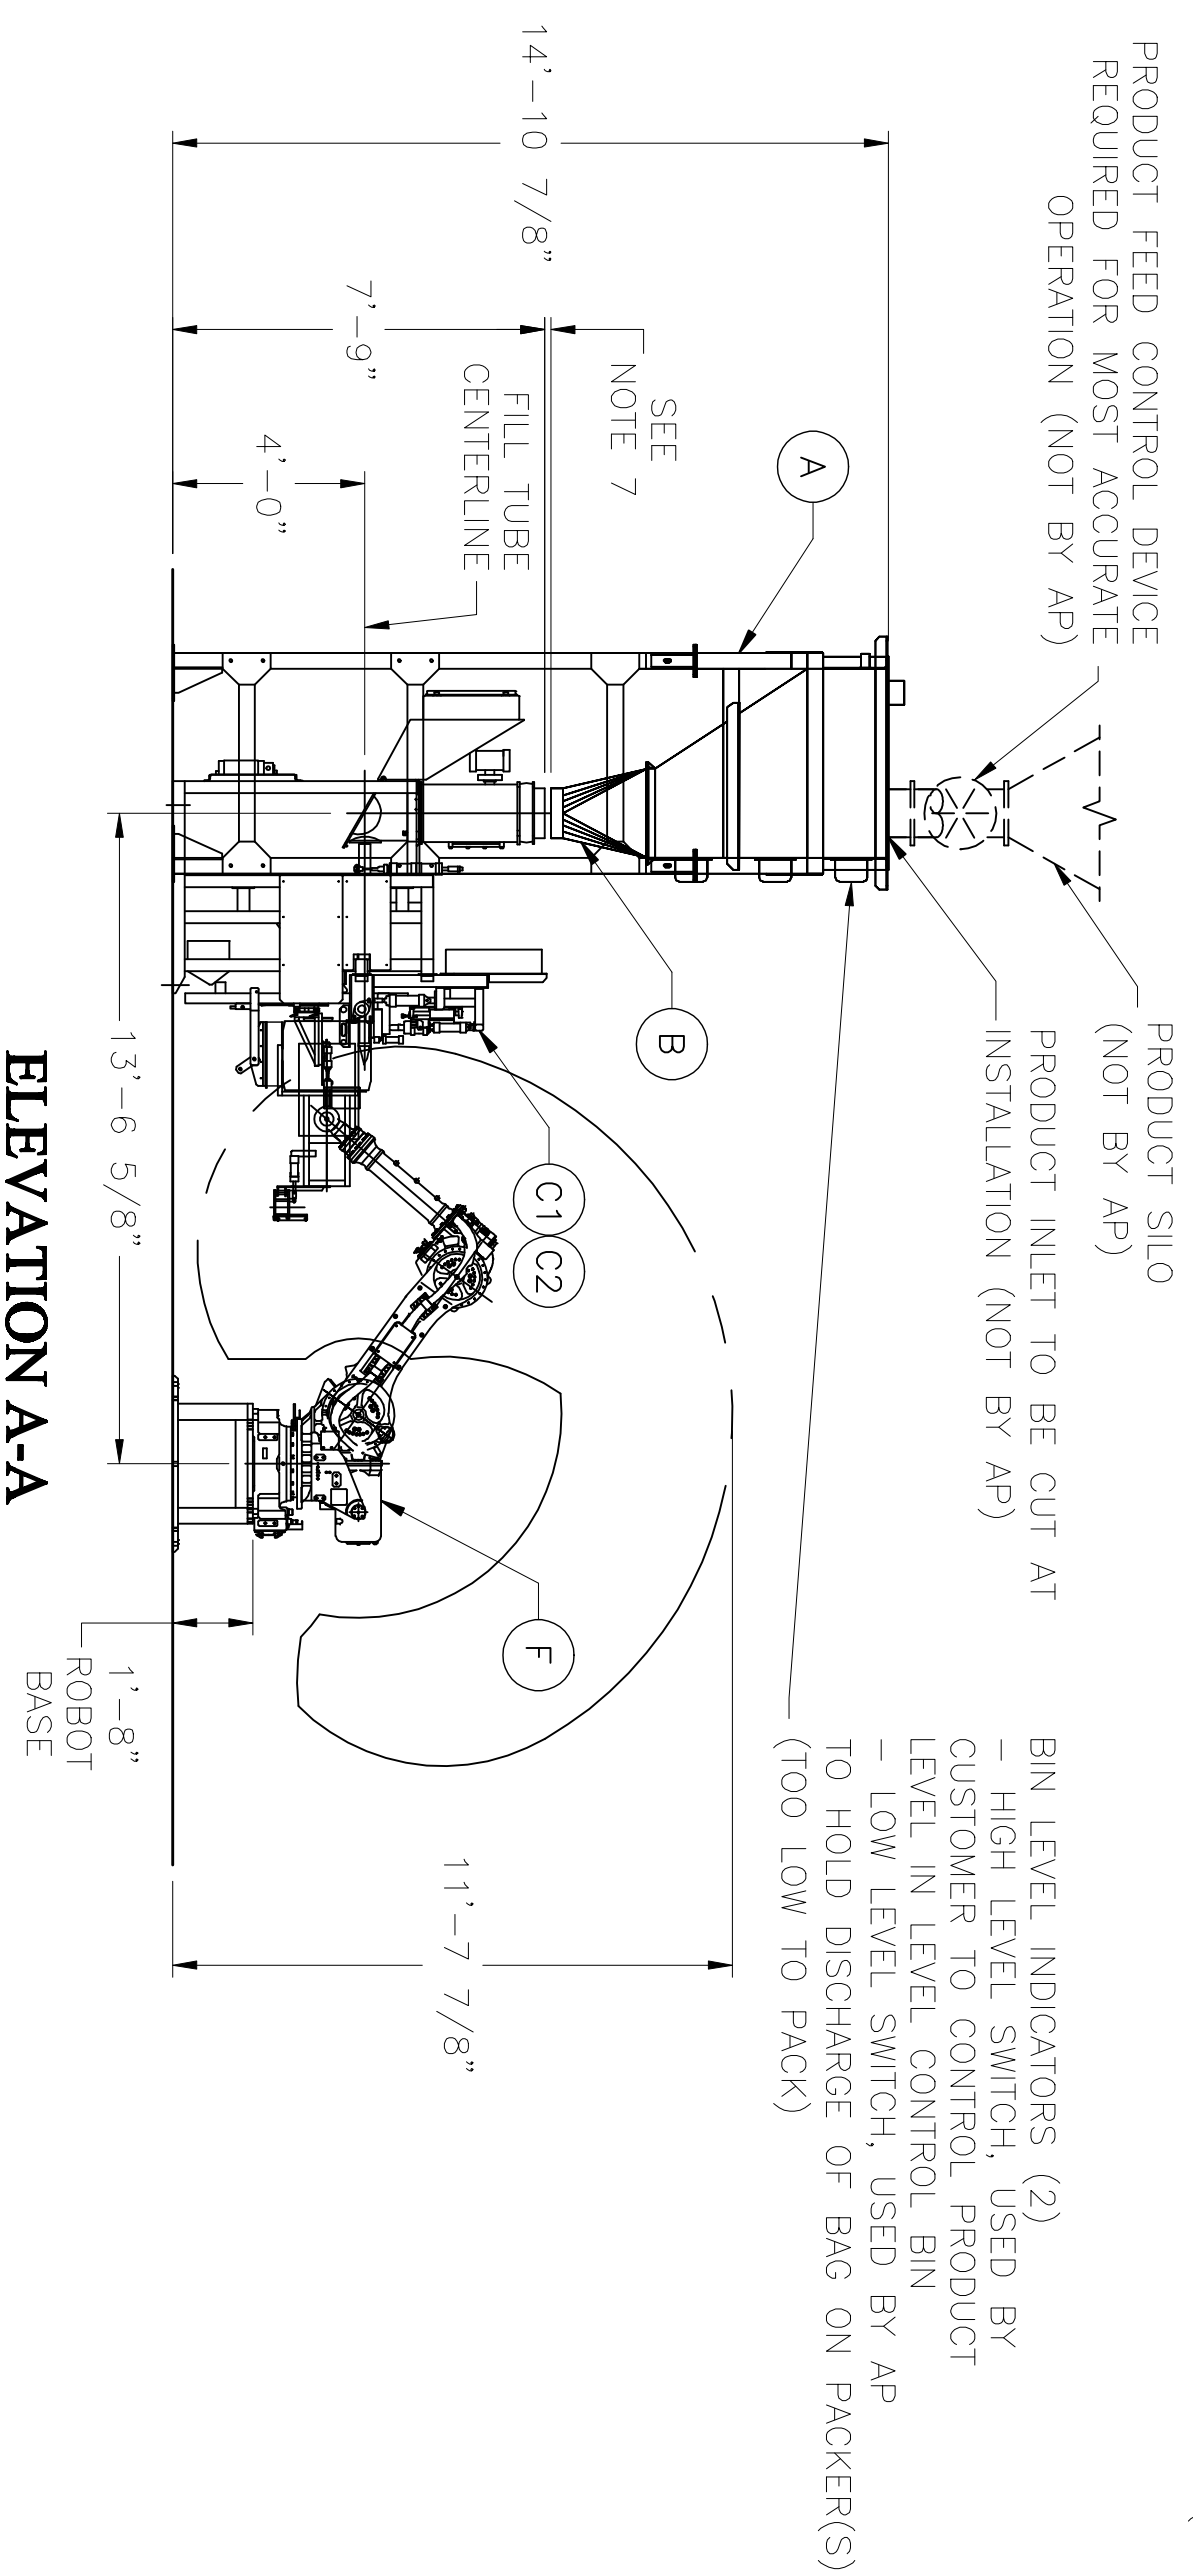 PRODUCT FEED CONTROL DEVICE
REQUIRED FOR MOST ACCURATE
OPERATION (NOT BY AP)
PRODUCT SILO
(NOT BY AP)
PRODUCT INLET TO BE CUT AT
INSTALLATION (NOT BY AP)
BIN LEVEL INDICATORS (2)
– HIGH LEVEL SWITCH, USED BY
CUSTOMER TO CONTROL PRODUCT
LEVEL IN LEVEL CONTROL BIN
– LOW LEVEL SWITCH, USED BY AP
TO HOLD DISCHARGE OF BAG ON PACKER(S)
(TOO LOW TO PACK)
A
B
SEE
NOTE 7
14'-10 7/8"
7'-9"
FILL TUBE
CENTERLINE
4'-0"
C1
C2
F
11'-7 7/8"
13'-6 5/8"
1'-8"
ROBOT
BASE
ELEVATION A-A